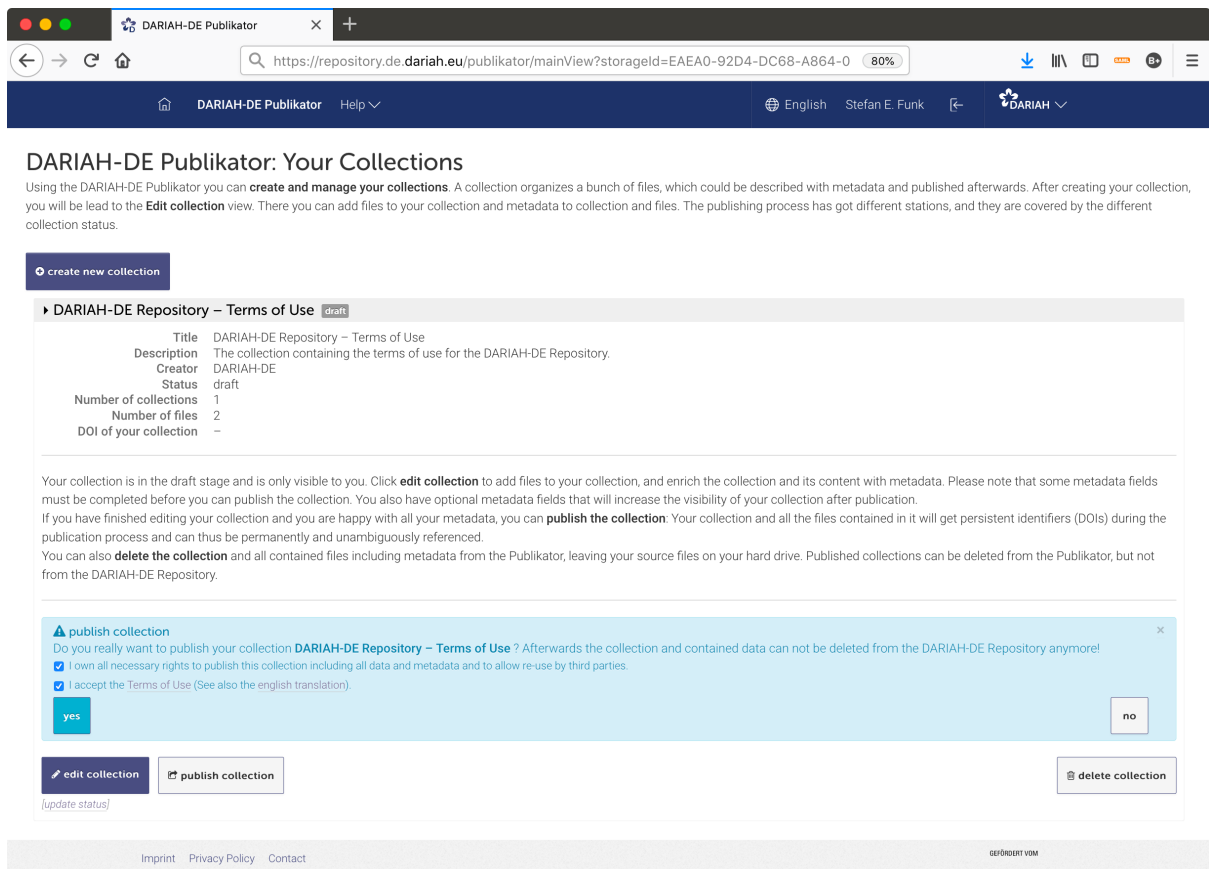 DARIAH-DE Publikator
https://repository.de.dariah.eu/publikator/mainView?storageId=EAEA0-92D4-DC68-A864-0 80%
DARIAH-DE Publikator Help English Stefan E. Funk DARIAH
DARIAH-DE Publikator: Your Collections
Using the DARIAH-DE Publikator you can create and manage your collections. A collection organizes a bunch of files, which could be described with metadata and published afterwards. After creating your collection,
you will be lead to the Edit collection view. There you can add files to your collection and metadata to collection and files. The publishing process has got different stations, and they are covered by the different
collection status.
create new collection
DARIAH-DE Repository – Terms of Use draft
Title DARIAH-DE Repository – Terms of Use
Description The collection containing the terms of use for the DARIAH-DE Repository.
Creator DARIAH-DE
Status draft
Number of collections 1
Number of files 2
DOI of your collection –
Your collection is in the draft stage and is only visible to you. Click edit collection to add files to your collection, and enrich the collection and its content with metadata. Please note that some metadata fields
must be completed before you can publish the collection. You also have optional metadata fields that will increase the visibility of your collection after publication.
If you have finished editing your collection and you are happy with all your metadata, you can publish the collection: Your collection and all the files contained in it will get persistent identifiers (DOIs) during the
publication process and can thus be permanently and unambiguously referenced.
You can also delete the collection and all contained files including metadata from the Publikator, leaving your source files on your hard drive. Published collections can be deleted from the Publikator, but not
from the DARIAH-DE Repository.
publish collection ×
Do you really want to publish your collection DARIAH-DE Repository – Terms of Use ? Afterwards the collection and contained data can not be deleted from the DARIAH-DE Repository anymore!
I own all necessary rights to publish this collection including all data and metadata and to allow re-use by third parties.
I accept the Terms of Use (See also the english translation).
yes no
edit collection publish collection delete collection
[update status]
Imprint Privacy Policy Contact GEFÖRDERT VOM